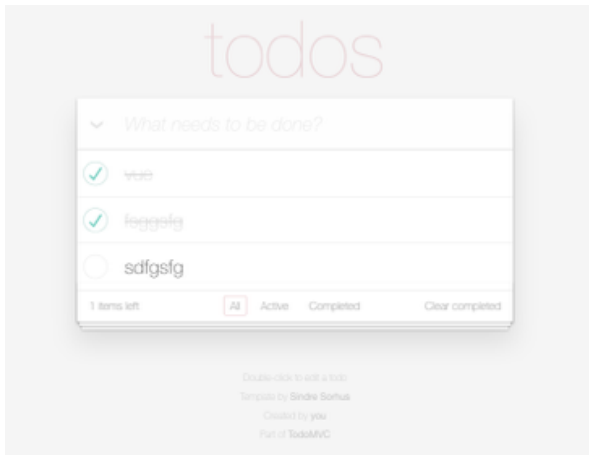 todos
What needs to be done?
vue
fsggsfg
sdfgsfg
1 items left All Active Completed Clear completed
Double-click to edit a todo
Template by Sindre Sorhus
Created by you
Part of TodoMVC